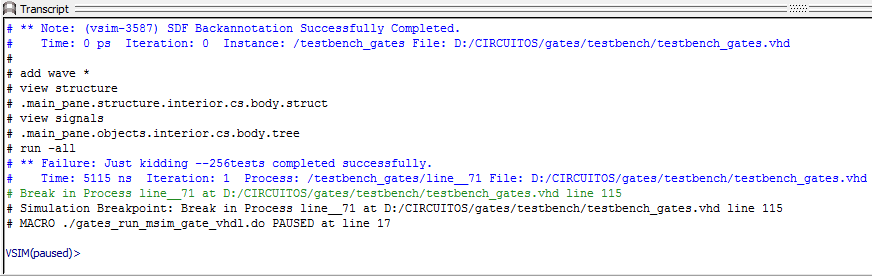 Transcript
# ** Note: (vsim-3587) SDF Backannotation Successfully Completed.
#    Time: 0 ps  Iteration: 0  Instance: /testbench_gates File: D:/CIRCUITOS/gates/testbench/testbench_gates.vhd
#
# add wave *
# view structure
# .main_pane.structure.interior.cs.body.struct
# view signals
# .main_pane.objects.interior.cs.body.tree
# run -all
# ** Failure: Just kidding --256tests completed successfully.
#    Time: 5115 ns  Iteration: 1  Process: /testbench_gates/line__71 File: D:/CIRCUITOS/gates/testbench/testbench_gates.vhd
# Break in Process line__71 at D:/CIRCUITOS/gates/testbench/testbench_gates.vhd line 115
# Simulation Breakpoint: Break in Process line__71 at D:/CIRCUITOS/gates/testbench/testbench_gates.vhd line 115
# MACRO ./gates_run_msim_gate_vhdl.do PAUSED at line 17
VSIM(paused)>